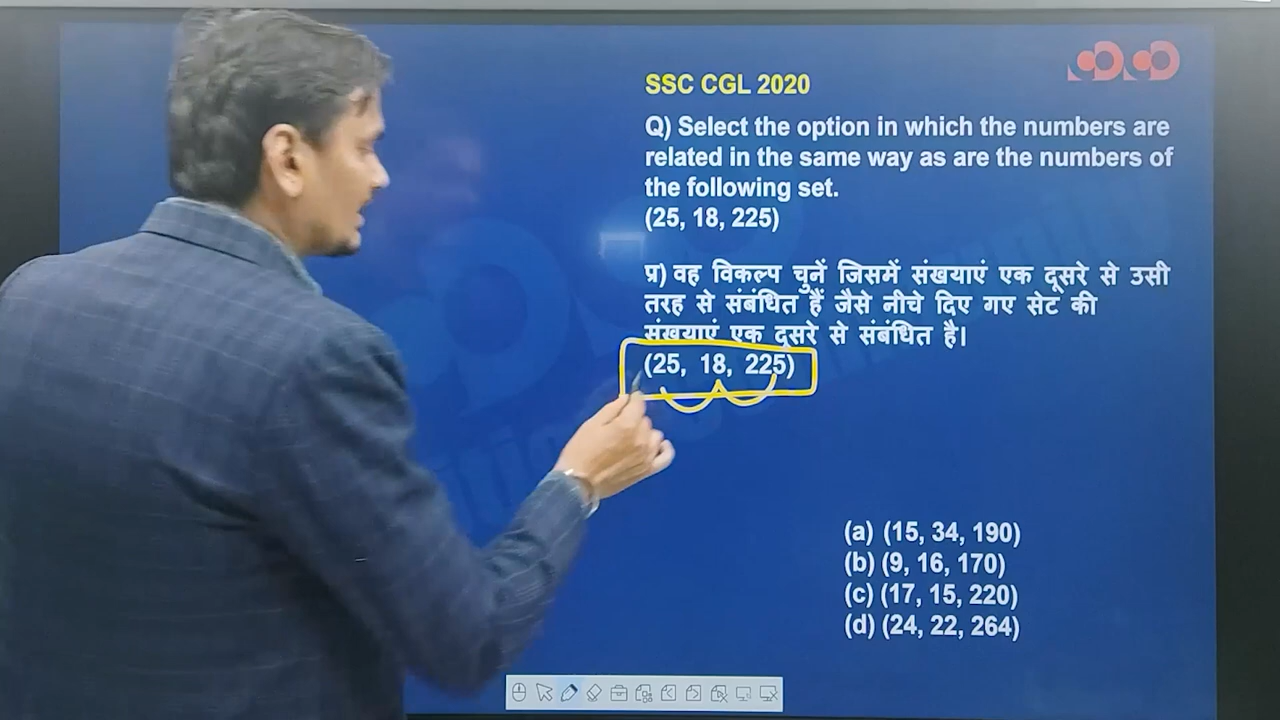 SSC CGL 2020
Q) Select the option in which the numbers are
related in the same way as are the numbers of
the following set.
(25, 18, 225)
प्र) वह विकल्प चुनें जिसमें संखयाएं एक दूसरे से उसी
तरह से संबंधित हैं जैसे नीचे दिए गए सेट की
संखयाएं एक दूसरे से संबंधित है।
(25, 18, 225)
(a) (15, 34, 190)
(b) (9, 16, 170)
(c) (17, 15, 220)
(d) (24, 22, 264)